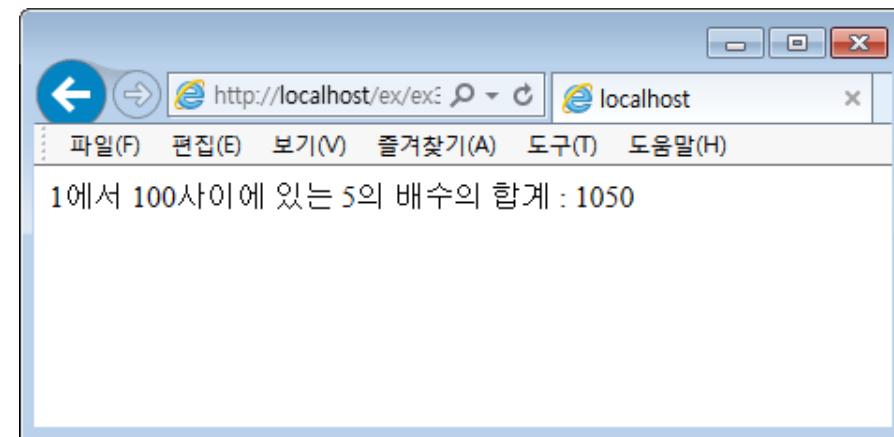 http://localhost/ex/ex3
localhost
파일(F) 편집(E) 보기(V) 즐겨찾기(A) 도구(T) 도움말(H)
1에서 100사이에 있는 5의 배수의 합계 : 1050